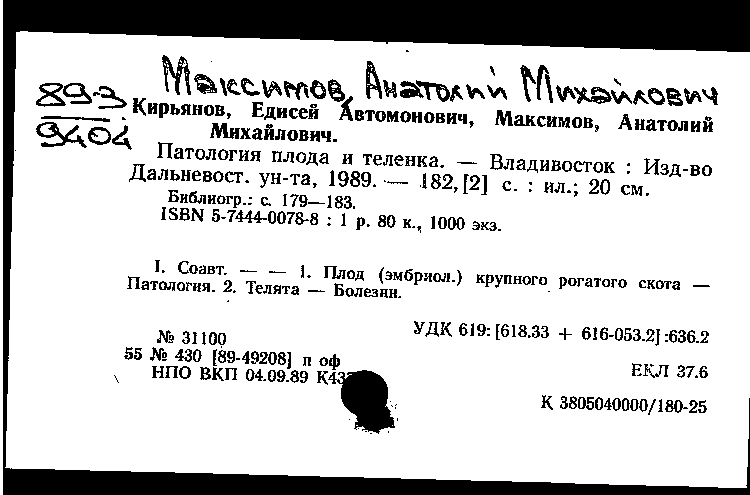 Максимов, Анатолий Михайлович
89-3
9404
Кирьянов, Едисей Автомонович, Максимов, Анатолий
Михайлович.
Патология плода и теленка. — Владивосток : Изд-во
Дальневост. ун-та, 1989. — 182,[2] с. : ил.; 20 см.
Библиогр.: с. 179—183.
ISBN 5-7444-0078-8 : 1 р. 80 к., 1000 экз.
I. Соавт. — — 1. Плод (эмбриол.) крупного рогатого скота —
Патология. 2. Телята — Болезни.
УДК 619: [618.33 + 616-053.2] :636.2
№ 31100
55 № 430 [89-49208] п оф
НПО ВКП 04.09.89 К43
ЕКЛ 37.6
К 3805040000/180-25